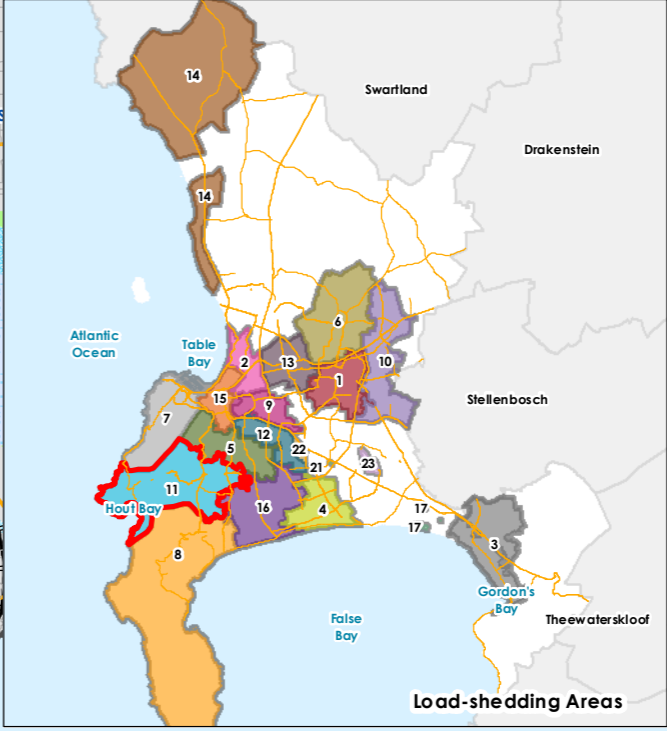 14
Swartland
Drakenstein
14
Atlantic
Ocean
Table
Bay
6
2
13
10
1
15
9
7
Stellenbosch
12
5
22
21
23
11
Hout Bay
16
4
17
17
3
8
Gordon's
Bay
False
Bay
Theewaterskloof
Load-shedding Areas